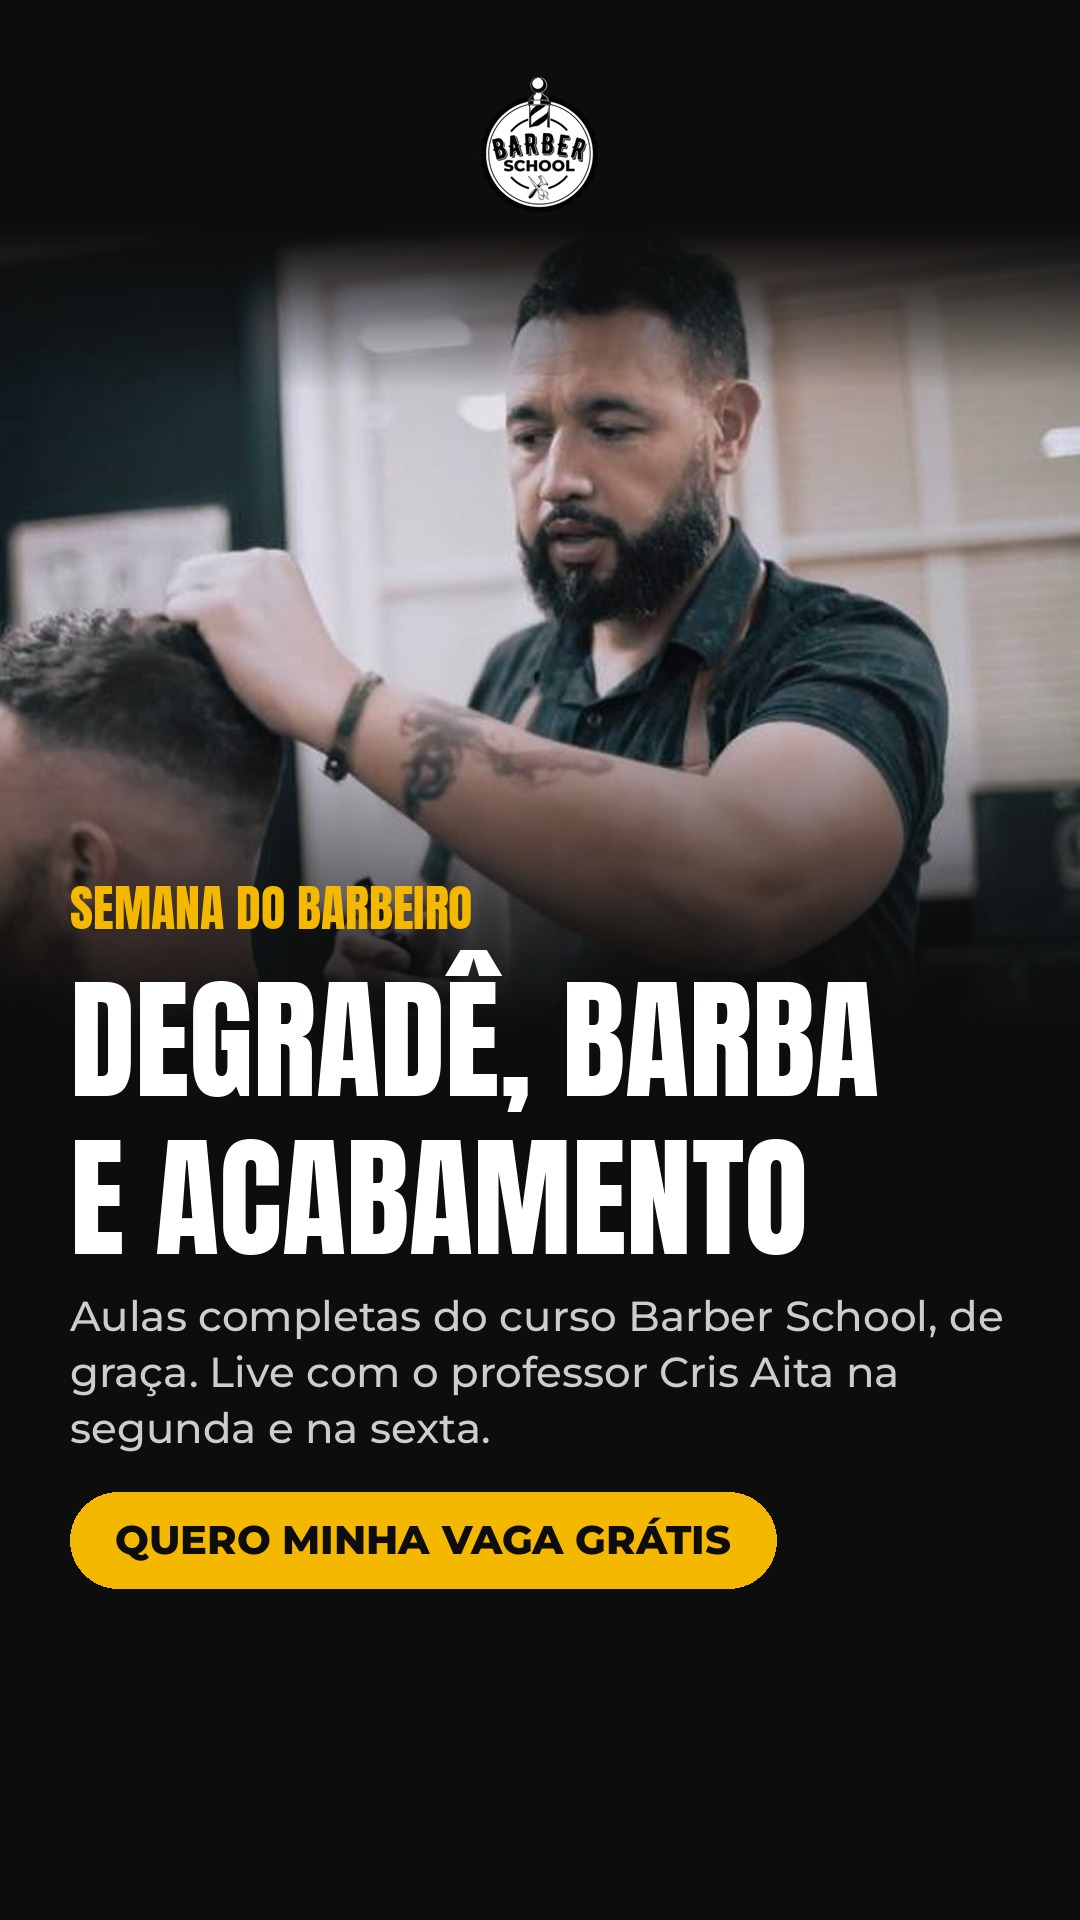 BARBER
SCHOOL
SEMANA DO BARBEIRO
DEGRADÊ, BARBA
E ACABAMENTO
Aulas completas do curso Barber School, de
graça. Live com o professor Cris Aita na
segunda e na sexta.
QUERO MINHA VAGA GRÁTIS